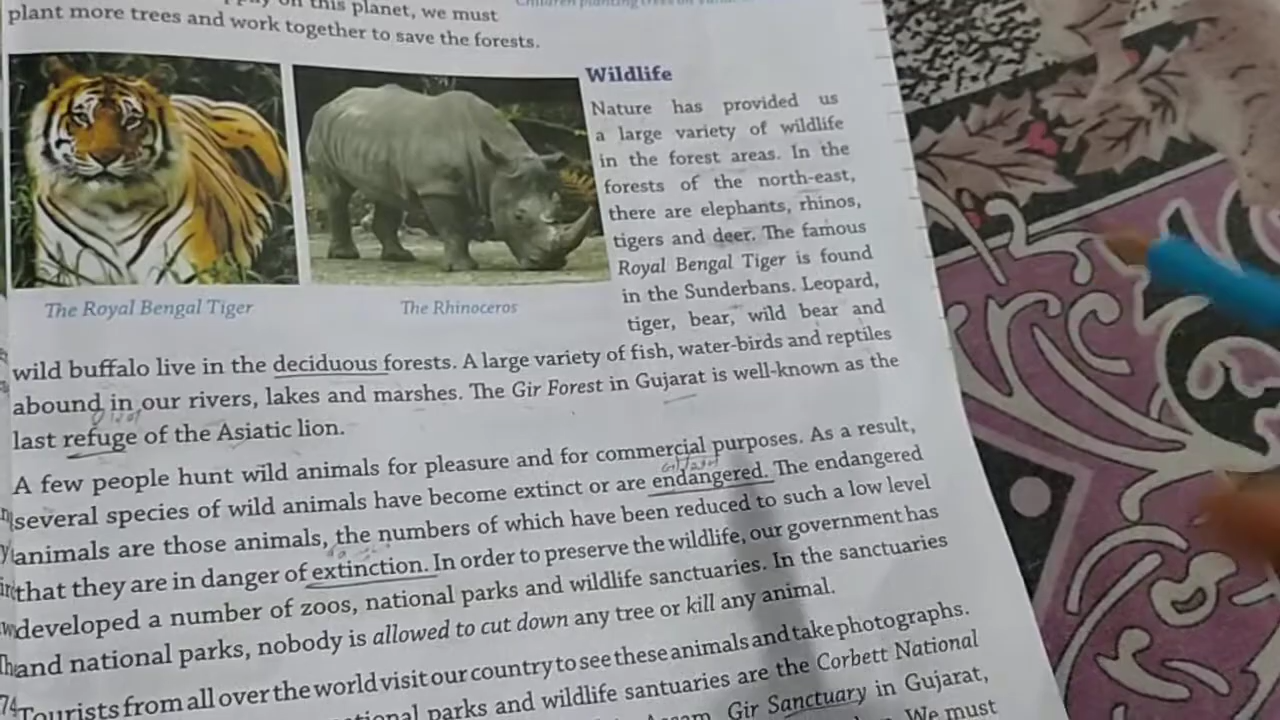 on this planet, we must
plant more trees and work together to save the forests.
Children planting trees on
The Royal Bengal Tiger
The Rhinoceros
Wildlife
Nature has provided us
a large variety of wildlife
in the forest areas. In the
forests of the north-east,
there are elephants, rhinos,
tigers and deer. The famous
Royal Bengal Tiger is found
in the Sunderbans. Leopard,
tiger, bear, wild bear and
wild buffalo live in the deciduous forests. A large variety of fish, water-birds and reptiles
abound in our rivers, lakes and marshes. The Gir Forest in Gujarat is well-known as the
last refuge of the Asiatic lion.
A few people hunt wild animals for pleasure and for commercial purposes. As a result,
several species of wild animals have become extinct or are endangered. The endangered
animals are those animals, the numbers of which have been reduced to such a low level
that they are in danger of extinction. In order to preserve the wildlife, our government has
developed a number of zoos, national parks and wildlife sanctuaries. In the sanctuaries
and national parks, nobody is allowed to cut down any tree or kill any animal.
Tourists from all over the world visit our country to see these animals and take photographs.
parks and wildlife santuaries are the Corbett National
Gir Sanctuary in Gujarat,
We must
74